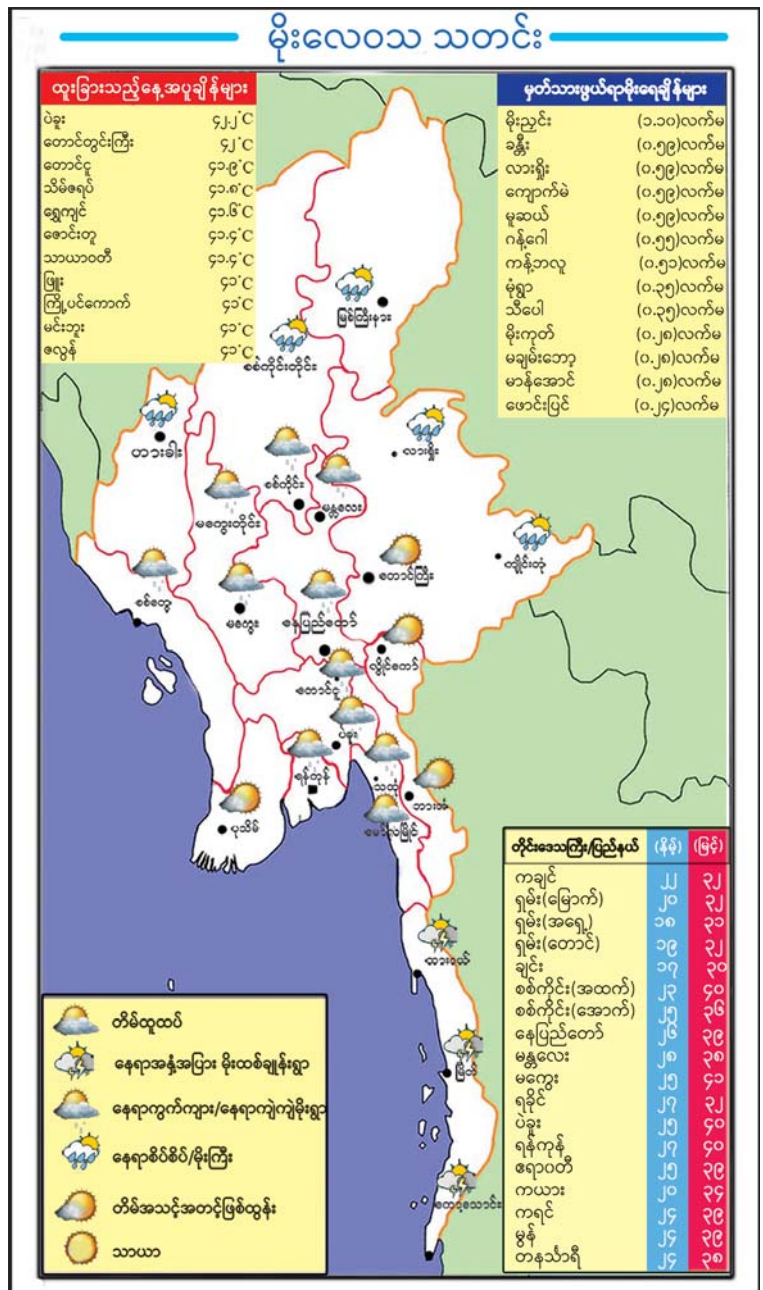 မိုးလေဝသ သတင်း
ထူးခြားသည့်နေ့အပူချိန်များ
ပဲခူး ၄၂.၂°C
တောင်တွင်းကြီး ၄၂°C
တောင်ငူ ၄၁.၉°C
သိမ်ဇရပ် ၄၁.၈°C
ရွှေကျင် ၄၁.၆°C
ဇောင်းတူ ၄၁.၄°C
သာယာဝတီ ၄၁.၄°C
ဖြူး ၄၁°C
ကြို့ပင်ကောက် ၄၁°C
မင်းဘူး ၄၁°C
ဇလွန် ၄၁°C
မှတ်သားဖွယ်ရာမိုးရေချိန်များ
မိုးညှင်း (၁.၁၀)လက်မ
ခန္တီး (၀.၅၉)လက်မ
လားရှိုး (၀.၅၉)လက်မ
ကျောက်မဲ (၀.၅၉)လက်မ
မူဆယ် (၀.၅၉)လက်မ
ဂန့်ဂေါ (၀.၅၅)လက်မ
ကန့်ဘလူ (၀.၅၁)လက်မ
မုံရွာ (၀.၃၅)လက်မ
သီပေါ (၀.၃၅)လက်မ
မိုးကုတ် (၀.၂၈)လက်မ
မချမ်းဘော့ (၀.၂၈)လက်မ
မာန်အောင် (၀.၂၈)လက်မ
ဖောင်းပြင် (၀.၂၄)လက်မ
မြစ်ကြီးနား
စစ်ကိုင်းတိုင်း
ဟားခါး
လားရှိုး
စစ်ကိုင်း
မန္တလေး
မကွေးတိုင်း
ကျိုင်းတုံ
တောင်ကြီး
စစ်တွေ
မကွေး
နေပြည်တော်
လွိုင်ကော်
တောင်ငူ
ပဲခူး
ရန်ကုန်
သထုံ
ဘားအံ
ပုသိမ်
မော်လမြိုင်
ထားဝယ်
မြိတ်
ကော့သောင်း
တိမ်ထူထပ်
နေရာအနှံ့အပြား မိုးထစ်ချုန်းရွာ
နေရာကွက်ကျား/နေရာကျဲကျဲမိုးရွာ
နေရာစိပ်စိပ်/မိုးကြီး
တိမ်အသင့်အတင့်ဖြစ်ထွန်း
သာယာ
တိုင်းဒေသကြီး/ပြည်နယ် (နိမ့်) (မြင့်)
ကချင် ၂၂ ၃၂
ရှမ်း(မြောက်) ၂၀ ၃၂
ရှမ်း(အရှေ့) ၁၈ ၃၁
ရှမ်း(တောင်) ၁၉ ၃၂
ချင်း ၁၇ ၃၀
စစ်ကိုင်း(အထက်) ၂၃ ၄၀
စစ်ကိုင်း(အောက်) ၂၅ ၃၆
နေပြည်တော် ၂၆ ၃၉
မန္တလေး ၂၈ ၃၈
မကွေး ၂၅ ၄၁
ရခိုင် ၂၇ ၃၂
ပဲခူး ၂၅ ၄၀
ရန်ကုန် ၂၇ ၄၀
ဧရာဝတီ ၂၅ ၃၉
ကယား ၂၀ ၃၄
ကရင် ၂၄ ၃၉
မွန် ၂၄ ၃၉
တနင်္သာရီ ၂၄ ၃၈